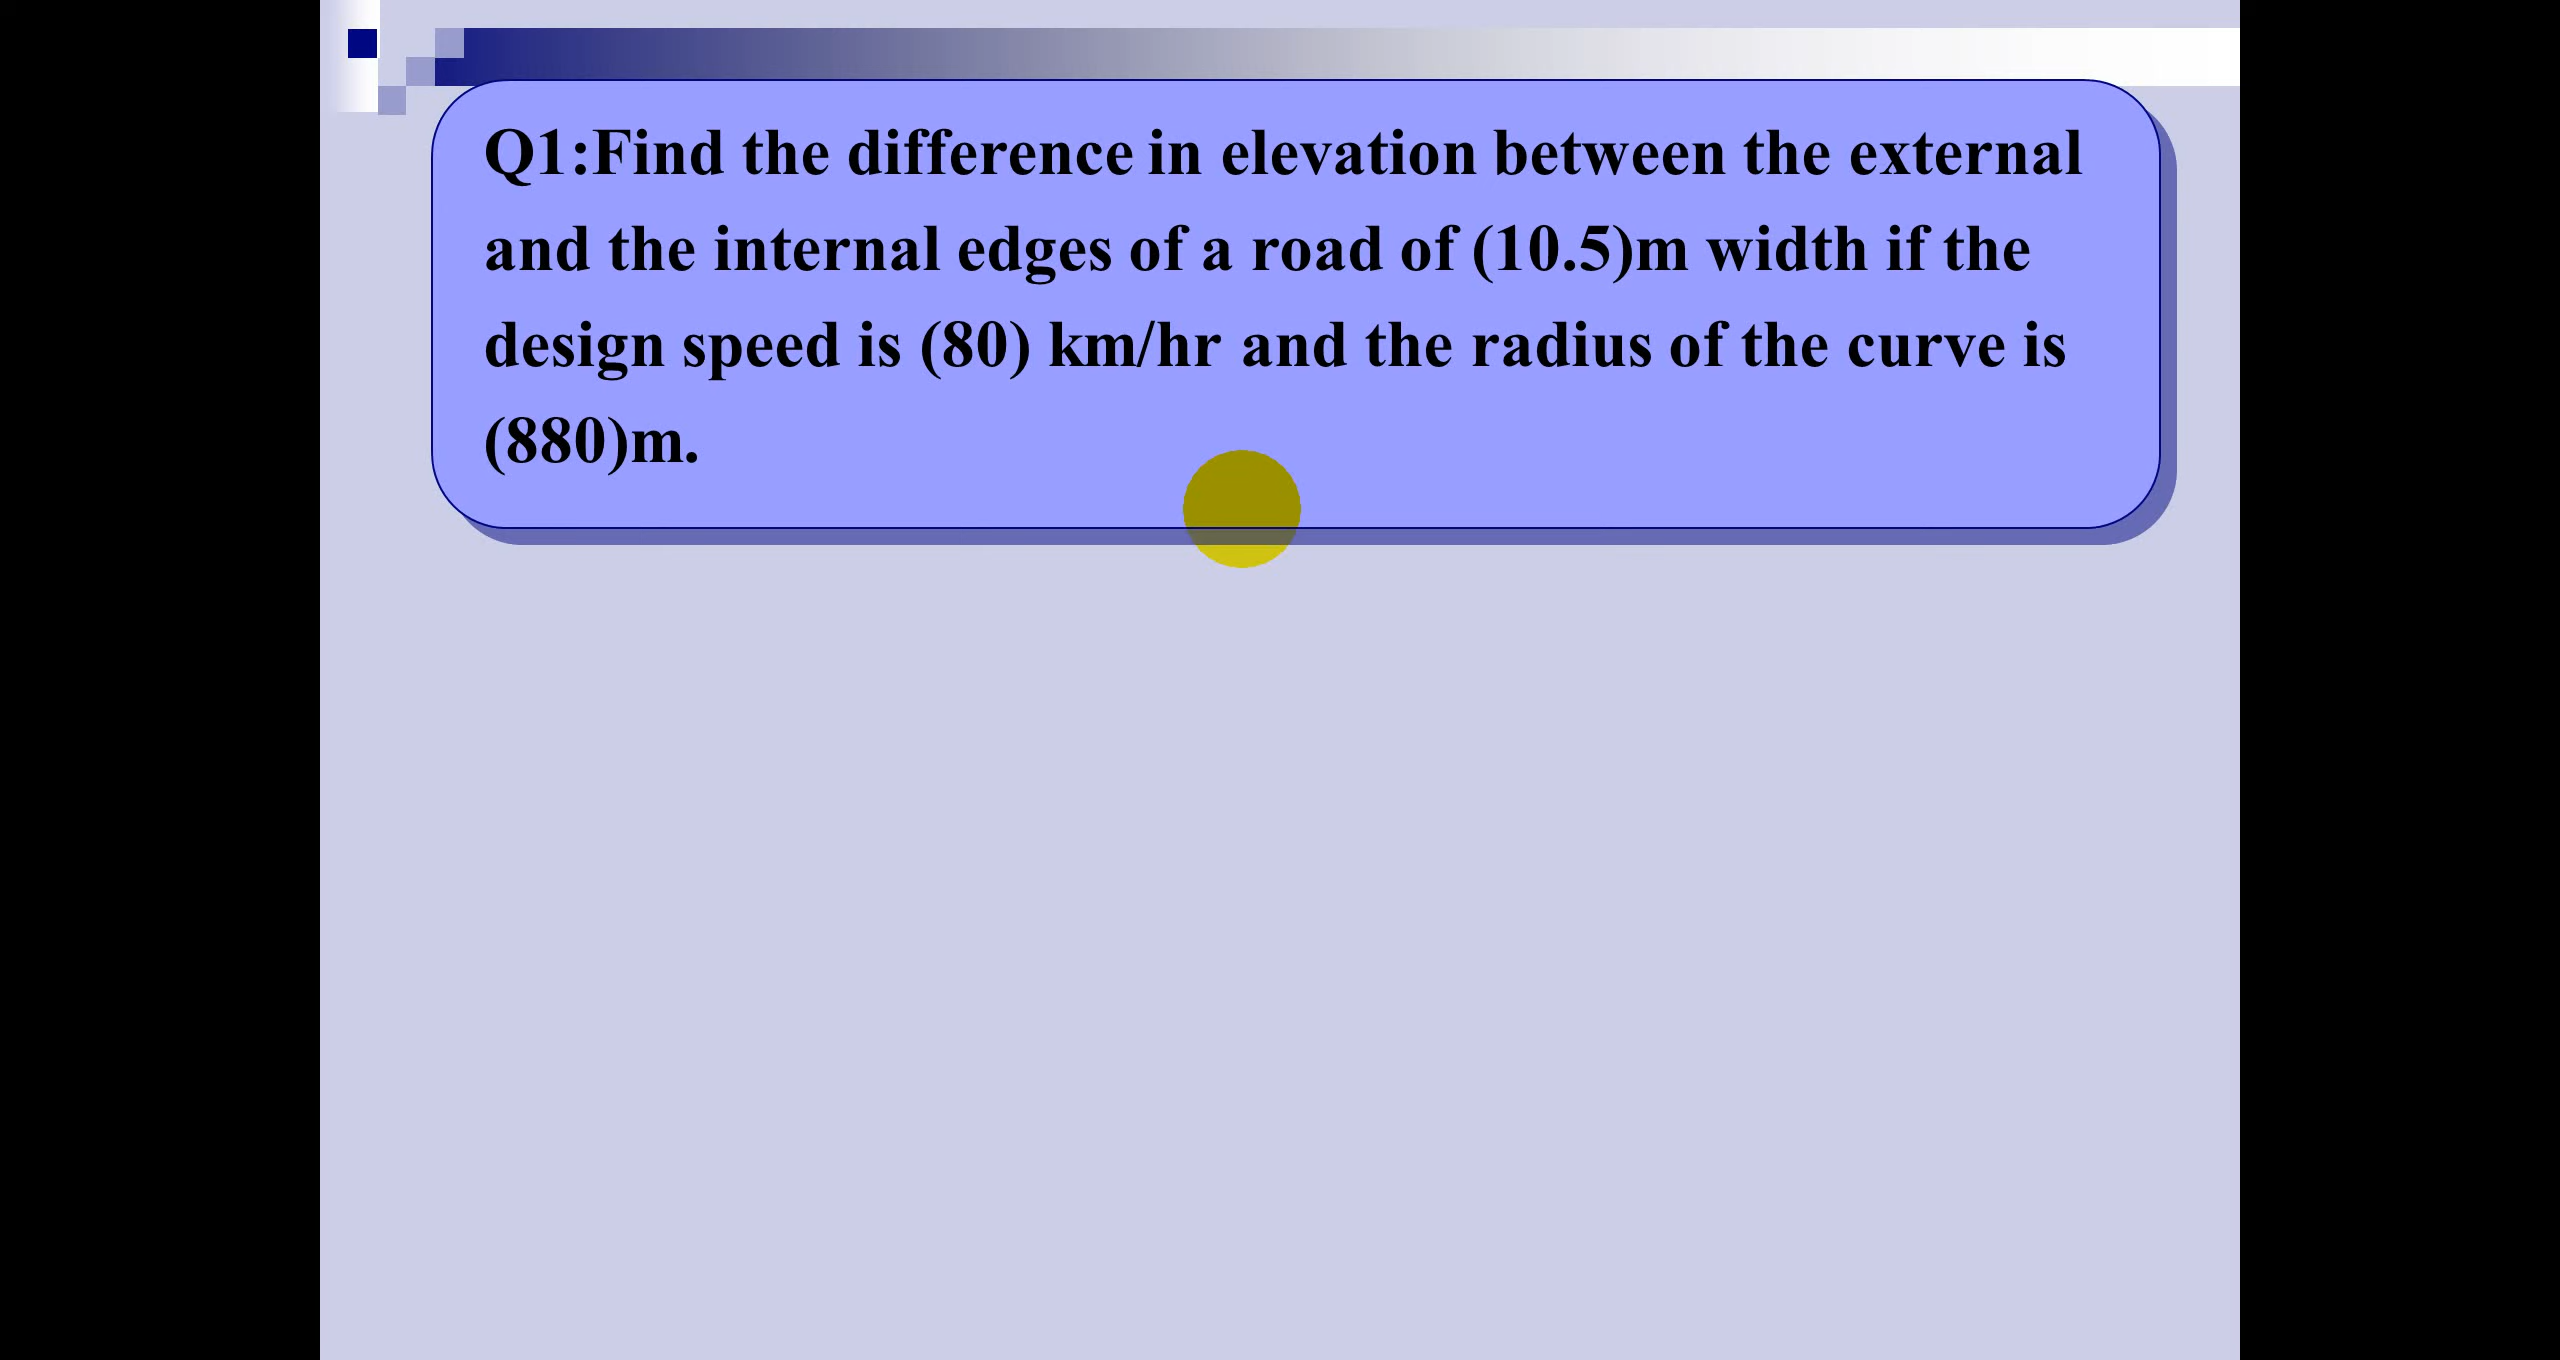 Q1:Find the difference in elevation between the external
and the internal edges of a road of (10.5)m width if the
design speed is (80) km/hr and the radius of the curve is
(880)m.